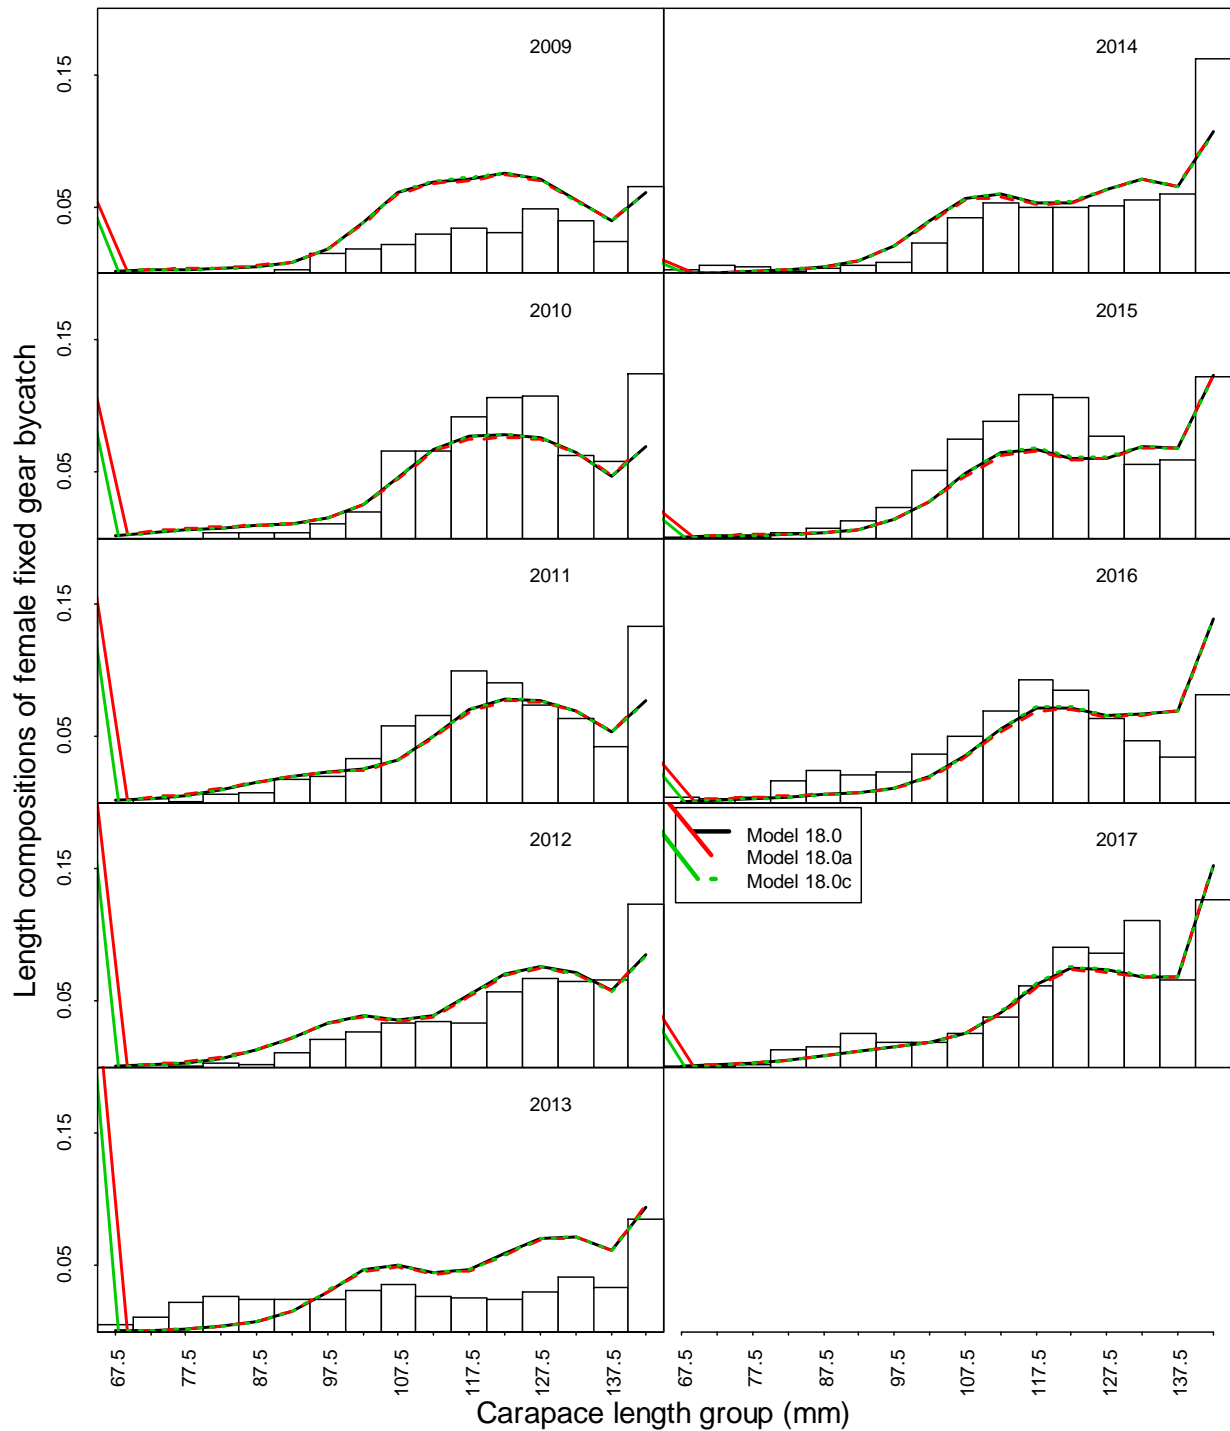 Length compositions of female fixed gear bycatch
2009
0.15
0.05
2014
2010
0.15
0.05
2015
2011
0.15
0.05
2016
2012
0.15
0.05
Model 18.0
Model 18.0a
Model 18.0c
2017
2013
0.15
0.05
67.5 77.5 87.5 97.5 107.5 117.5 127.5 137.5
67.5 77.5 87.5 97.5 107.5 117.5 127.5 137.5
Carapace length group (mm)